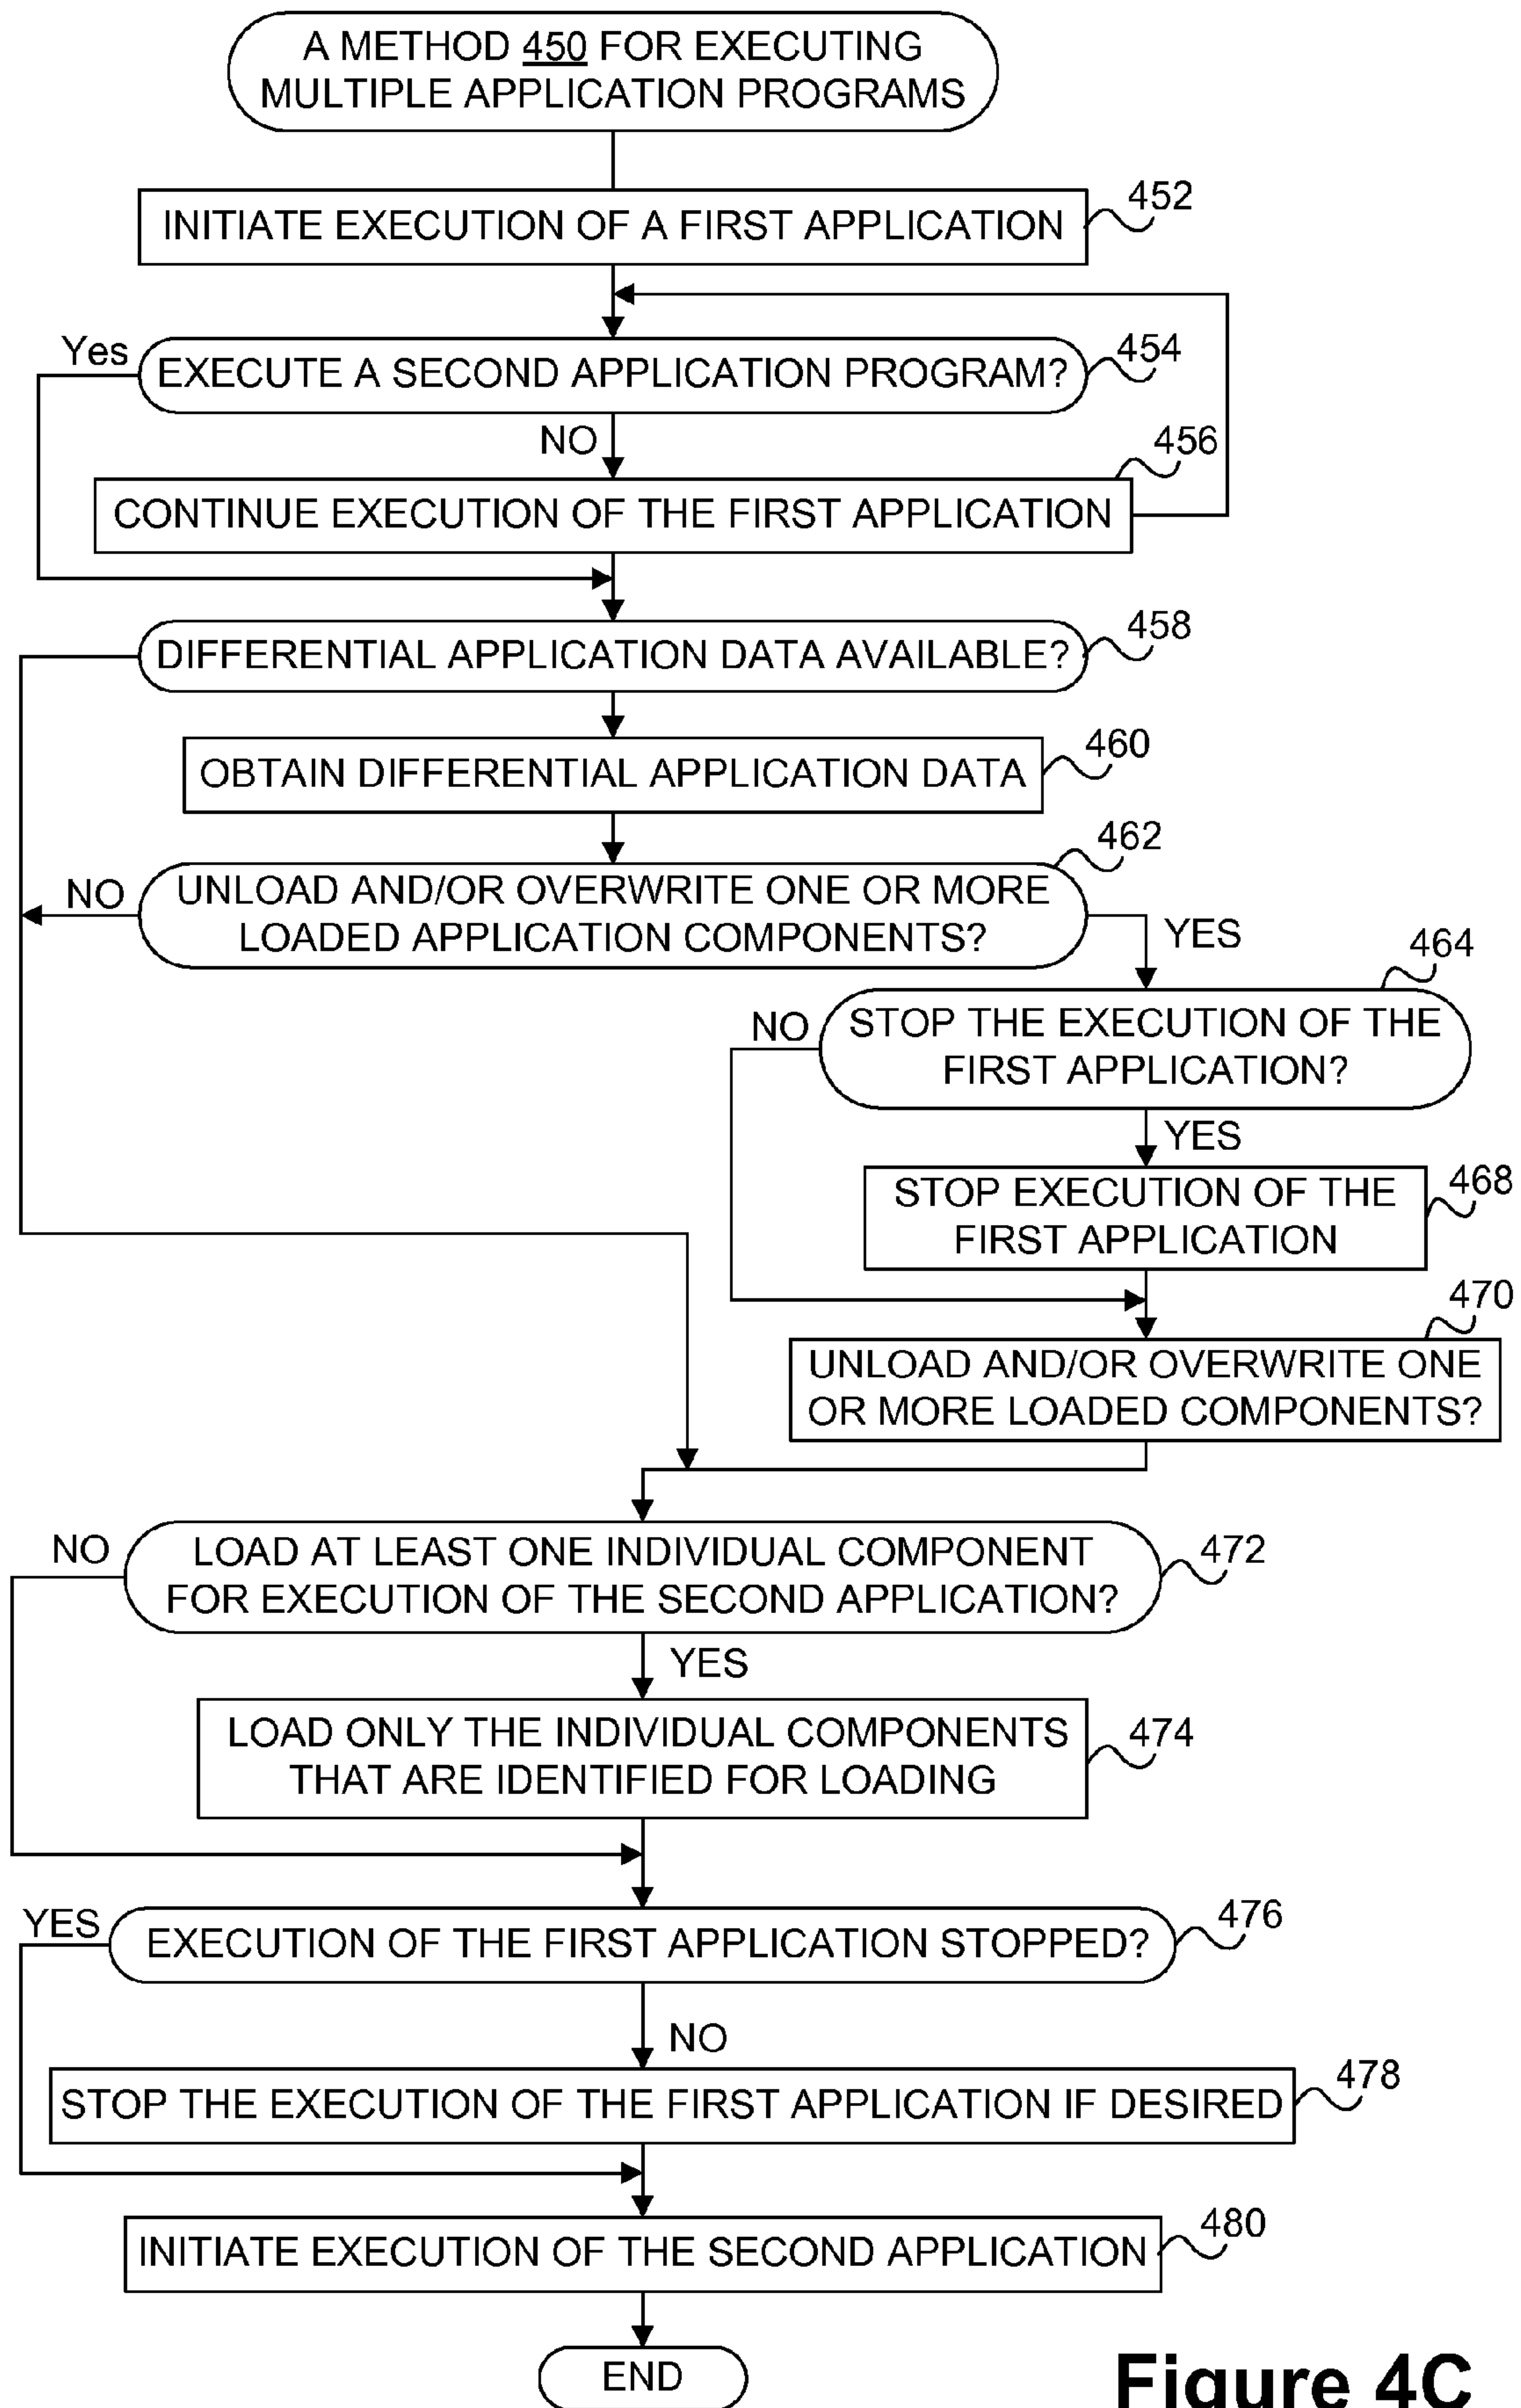 A METHOD 450 FOR EXECUTING
MULTIPLE APPLICATION PROGRAMS
INITIATE EXECUTION OF A FIRST APPLICATION
452
Yes
EXECUTE A SECOND APPLICATION PROGRAM?
454
NO
456
CONTINUE EXECUTION OF THE FIRST APPLICATION
DIFFERENTIAL APPLICATION DATA AVAILABLE?
458
OBTAIN DIFFERENTIAL APPLICATION DATA
460
462
NO
UNLOAD AND/OR OVERWRITE ONE OR MORE
LOADED APPLICATION COMPONENTS?
YES
464
NO
STOP THE EXECUTION OF THE
FIRST APPLICATION?
YES
STOP EXECUTION OF THE
FIRST APPLICATION
468
470
UNLOAD AND/OR OVERWRITE ONE
OR MORE LOADED COMPONENTS?
NO
LOAD AT LEAST ONE INDIVIDUAL COMPONENT
FOR EXECUTION OF THE SECOND APPLICATION?
472
YES
LOAD ONLY THE INDIVIDUAL COMPONENTS
THAT ARE IDENTIFIED FOR LOADING
474
YES
EXECUTION OF THE FIRST APPLICATION STOPPED?
476
NO
STOP THE EXECUTION OF THE FIRST APPLICATION IF DESIRED
478
INITIATE EXECUTION OF THE SECOND APPLICATION
480
END
Figure 4C